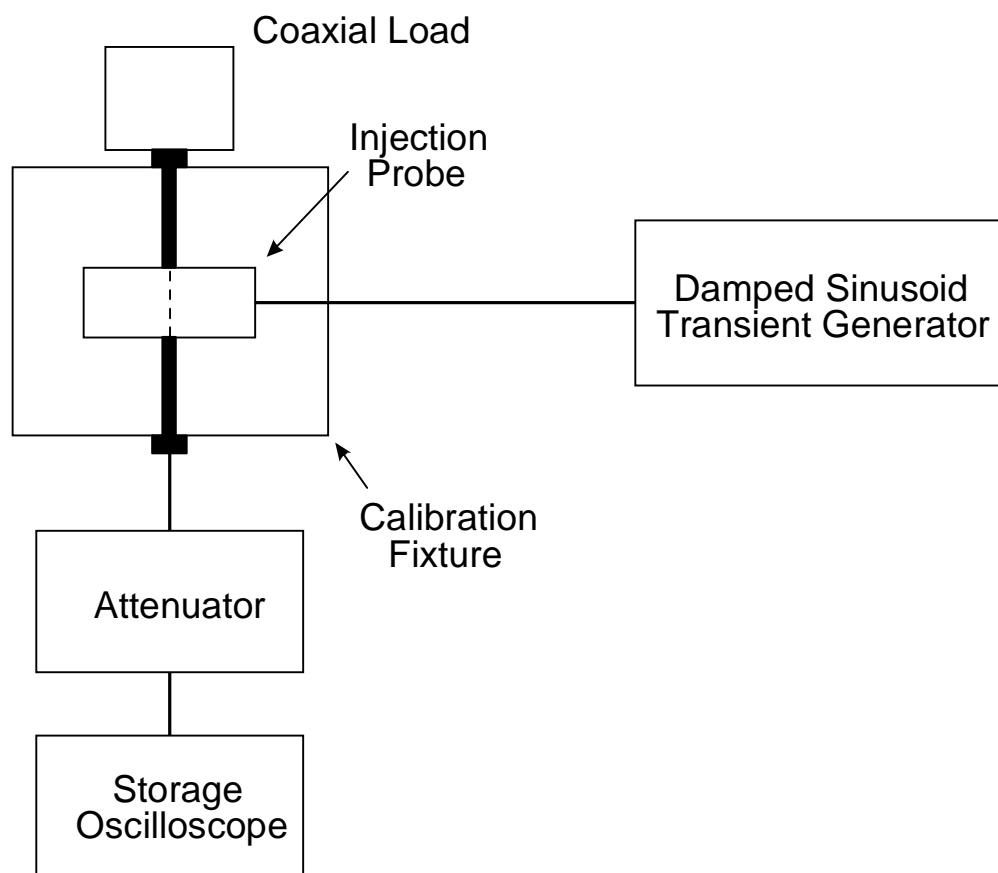 Coaxial Load
Injection
Probe
Damped Sinusoid
Transient Generator
Calibration
Fixture
Attenuator
Storage
Oscilloscope